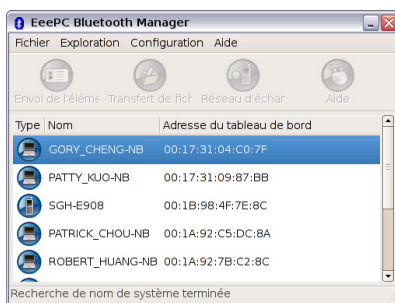 EeePC Bluetooth Manager
Fichier Exploration Configuration Aide
Envoi de l'éléme Transfert de fich Réseau d'échar Aide
Type Nom Adresse du tableau de bord
GORY_CHENG-NB 00:17:31:04:C0:7F
PATTY_KUO-NB 00:17:31:09:87:BB
SGH-E908 00:1B:98:4F:7E:8C
PATRICK_CHOU-NB 00:1A:92:C5:DC:8A
ROBERT_HUANG-NB 00:1A:92:7B:C2:8C
Recherche de nom de système terminée